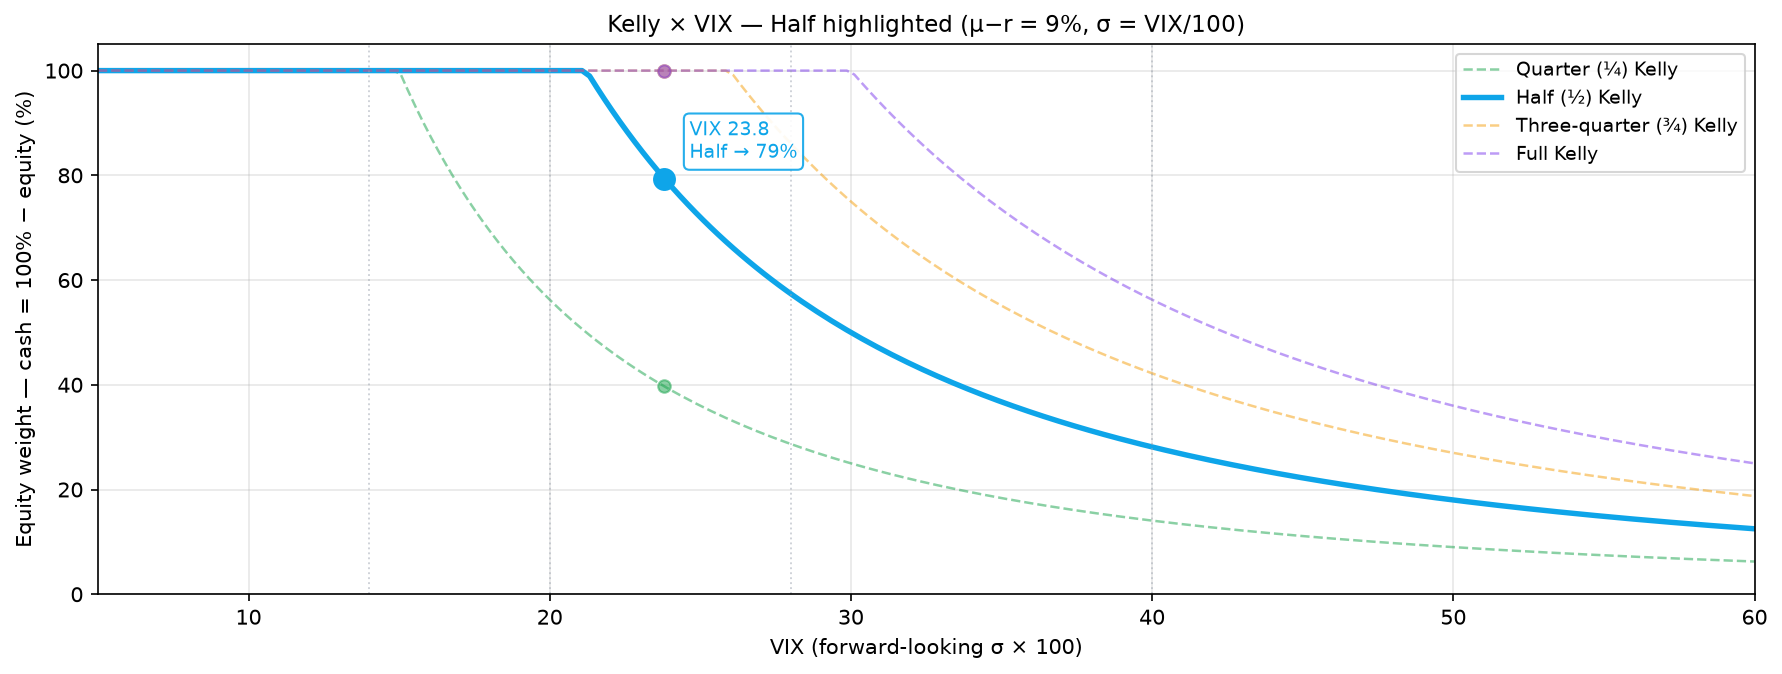 Kelly × VIX — Half highlighted (μ−r = 9%, σ = VIX/100)
Equity weight — cash = 100% − equity (%)
100
80
60
40
20
0
VIX 23.8
Half → 79%
Quarter (¼) Kelly
Half (½) Kelly
Three-quarter (¾) Kelly
Full Kelly
10
20
30
40
50
60
VIX (forward-looking σ × 100)